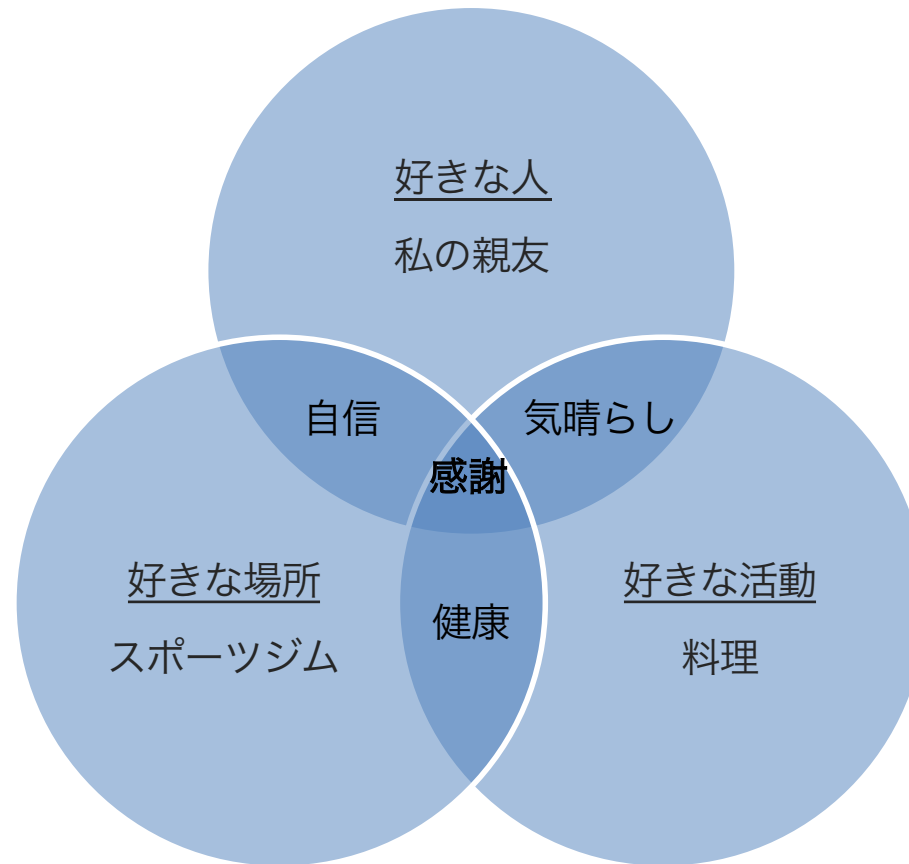 好きな人
私の親友
自信
気晴らし
感謝
好きな場所
スポーツジム
健康
好きな活動
料理